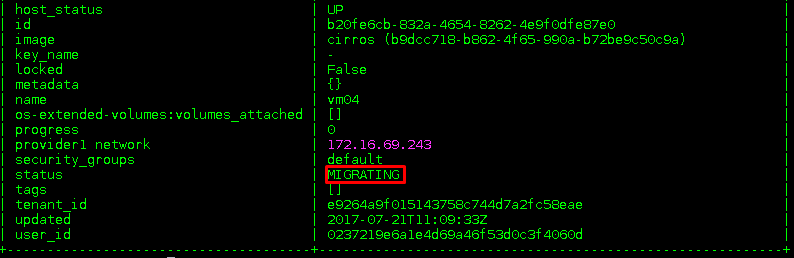 | host_status | UP
| id | b20fe6cb-832a-4654-8262-4e9f0dfe87e0
| image | cirros (b9dcc718-b862-4f65-990a-b72be9c50c9a)
| key_name | -
| locked | False
| metadata | {}
| name | vm04
| os-extended-volumes:volumes_attached | []
| progress | 0
| provider1 network | 172.16.69.243
| security_groups | default
| status | MIGRATING
| tags | []
| tenant_id | e9264a9f015143758c744d7a2fc58eae
| updated | 2017-07-21T11:09:33Z
| user_id | 0237219e6a1e4d69a46f53d0c3f4060d
+--------------------------------------+----------------------------------------------------------+